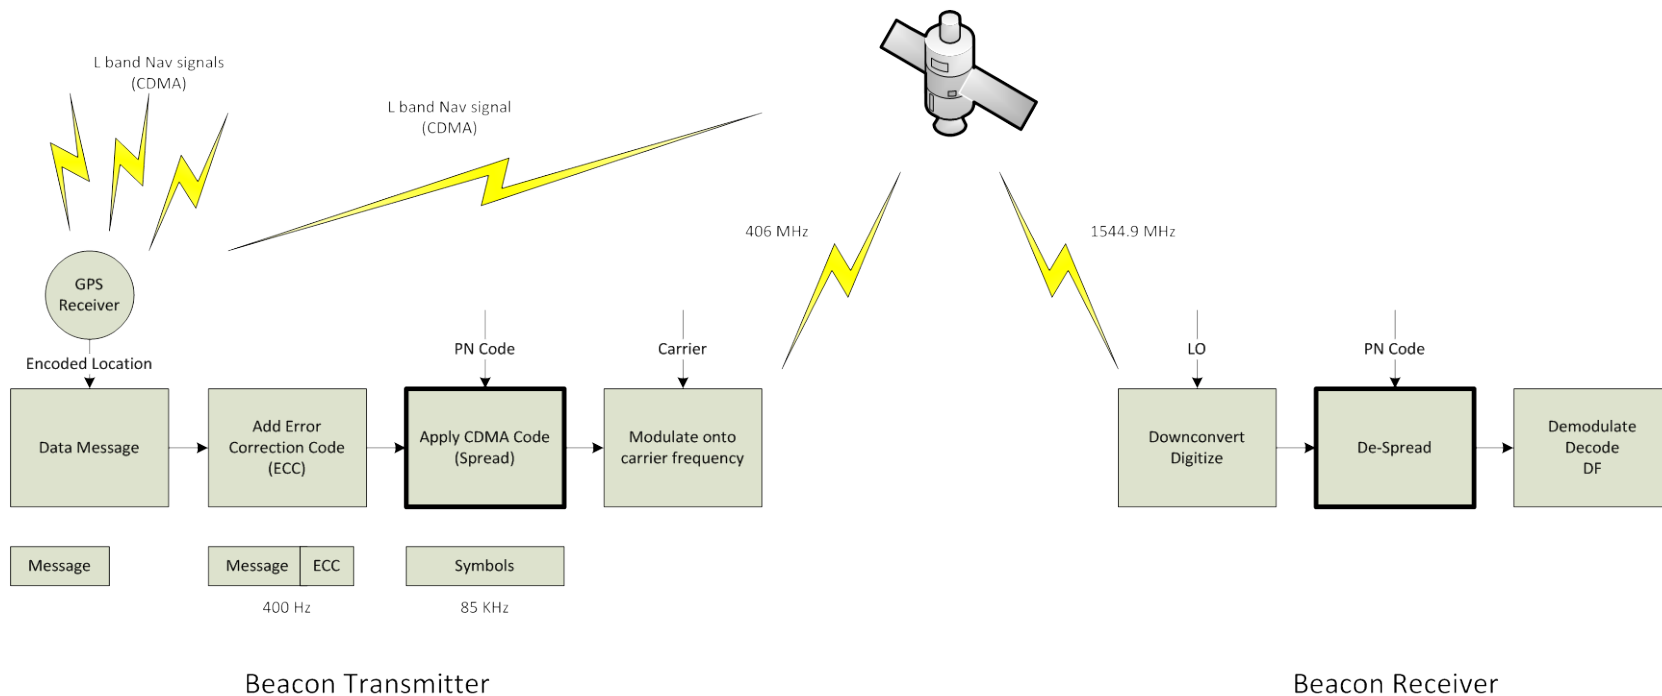 L band Nav signals
(CDMA)
L band Nav signal
(CDMA)
406 MHz
1544.9 MHz
GPS
Receiver
Encoded Location
PN Code
Carrier
LO
PN Code
Data Message
Add Error
Correction Code
(ECC)
Apply CDMA Code
(Spread)
Modulate onto
carrier frequency
Downconvert
Digitize
De-Spread
Demodulate
Decode
DF
Message
Message
ECC
Symbols
400 Hz
85 KHz
Beacon Transmitter
Beacon Receiver